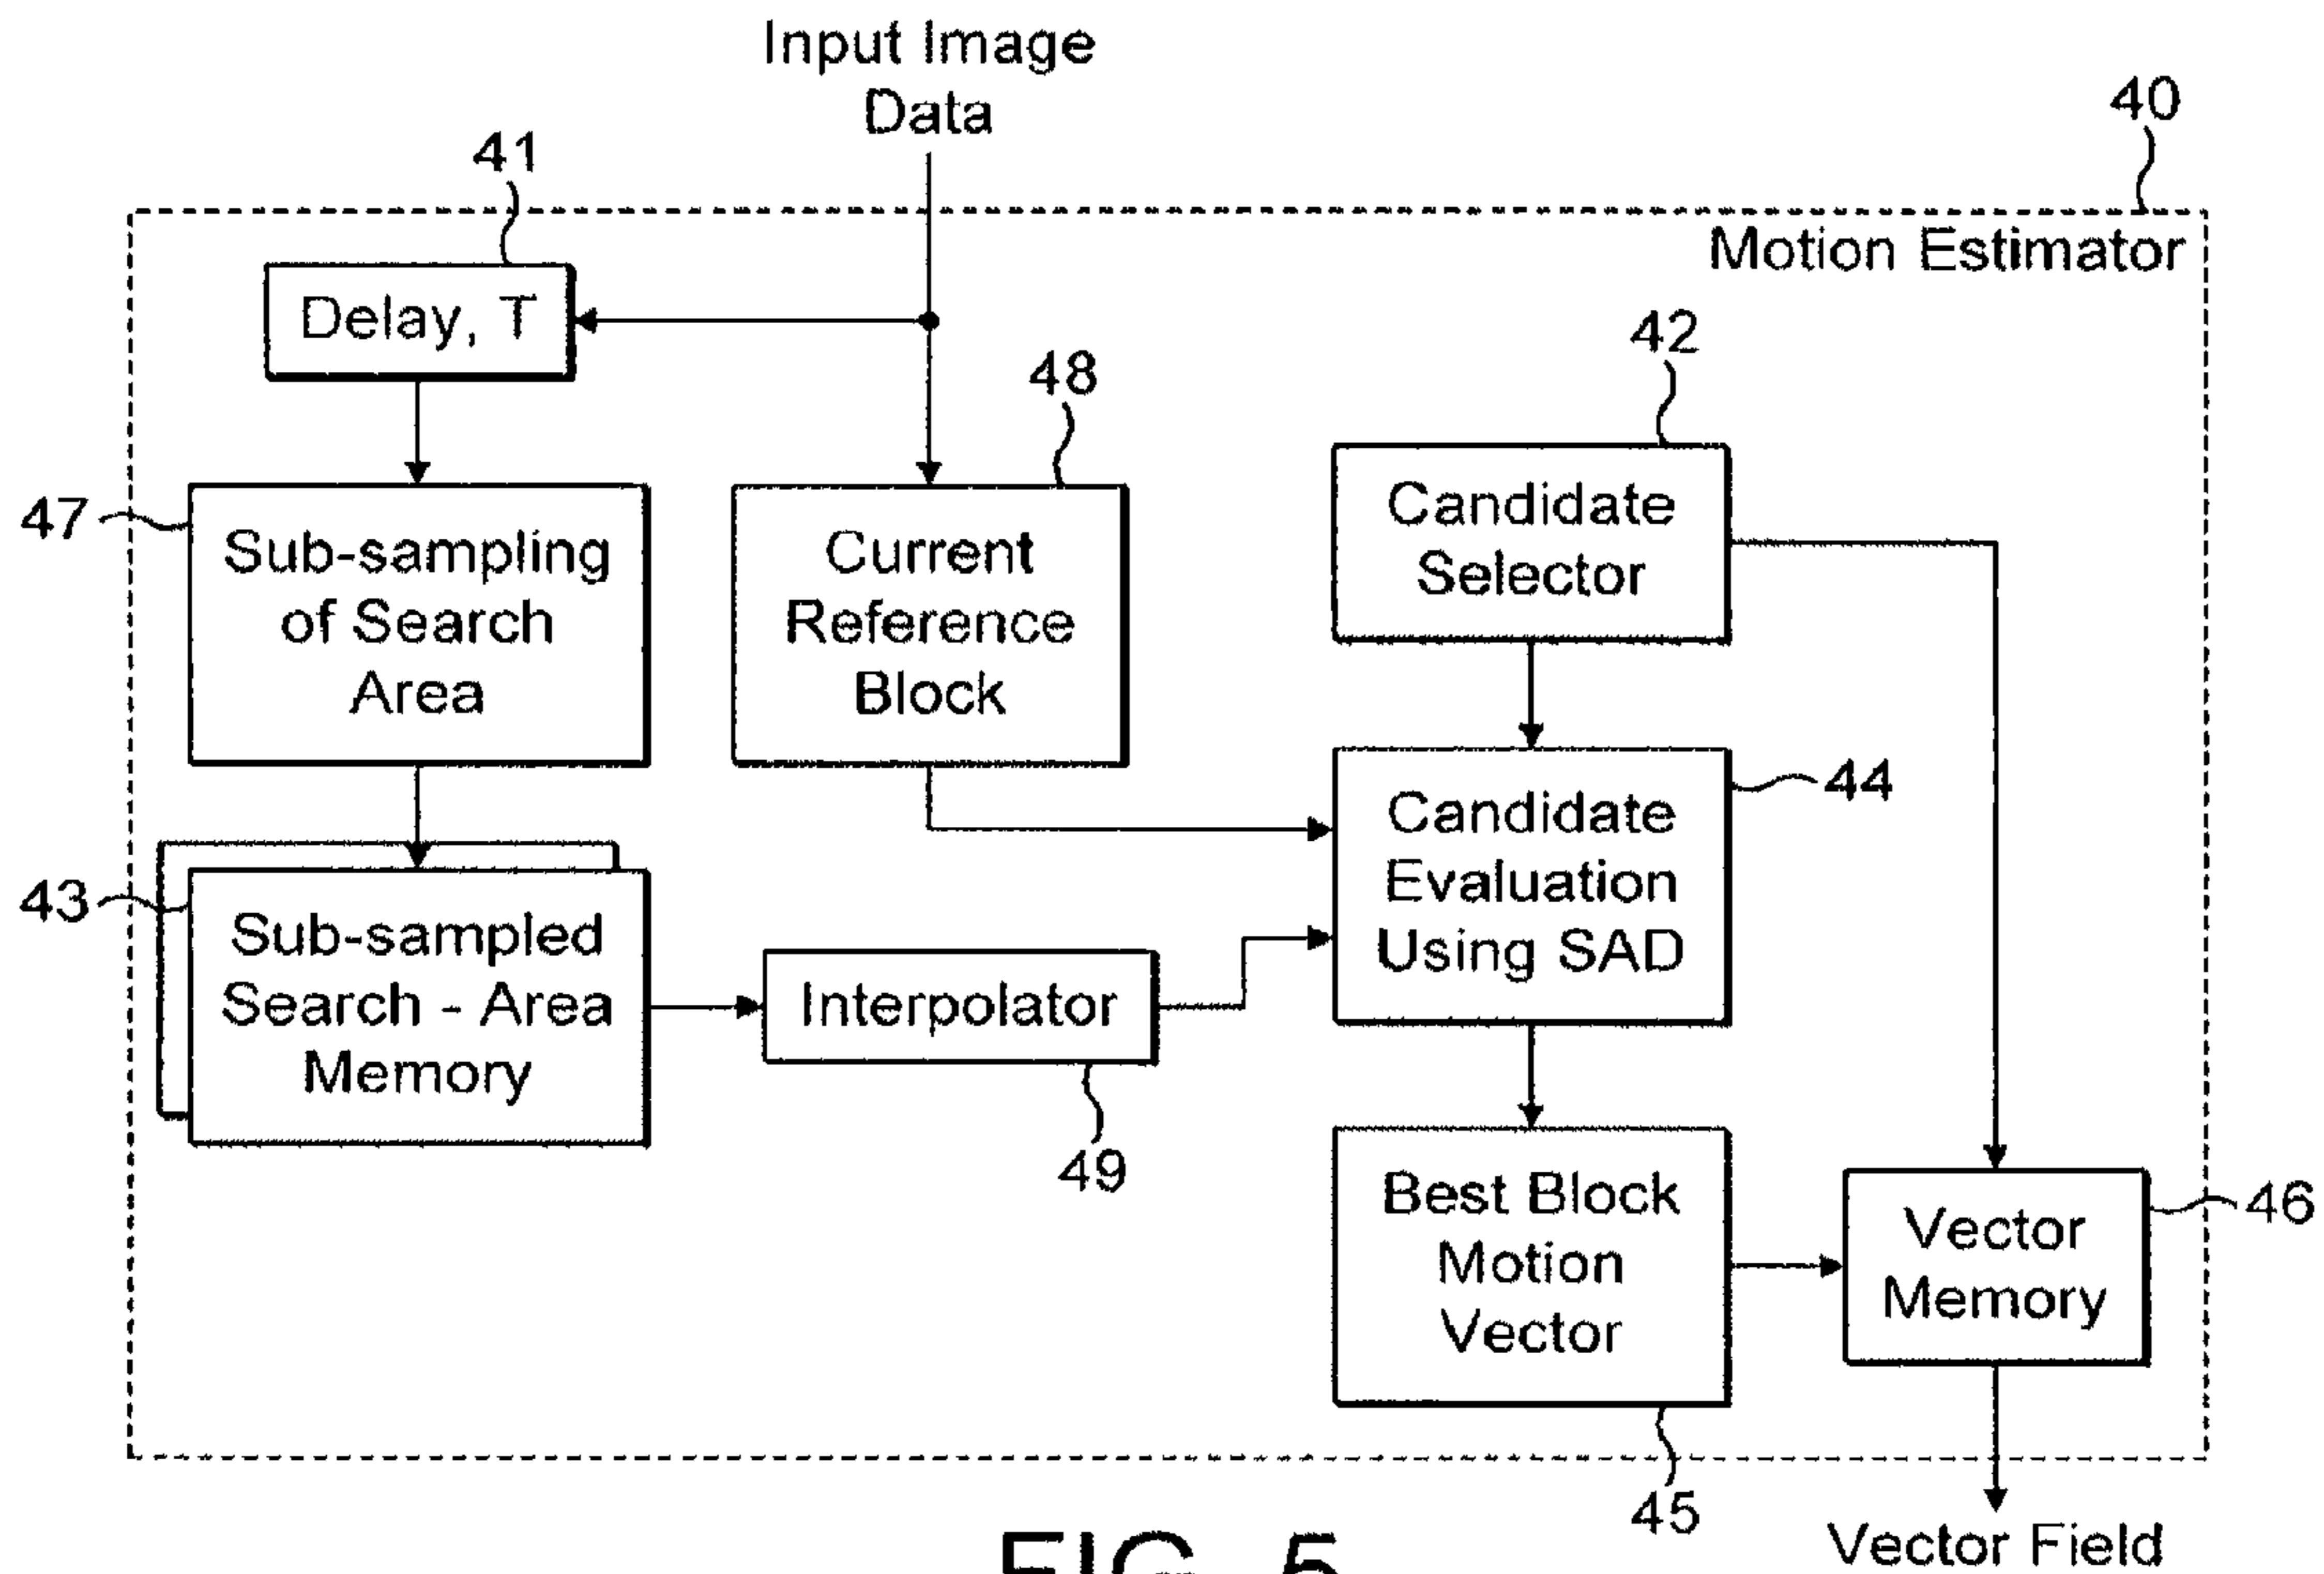 Input Image
Data
40
41
Motion Estimator
Delay, T
42
48
47
Sub-sampling
of Search
Area
Current
Reference
Block
Candidate
Selector
44
Candidate
Evaluation
Using SAD
43
Sub-sampled
Search - Area
Memory
Interpolator
49
Best Block
Motion
Vector
46
Vector
Memory
45
Vector Field
FIG. 5